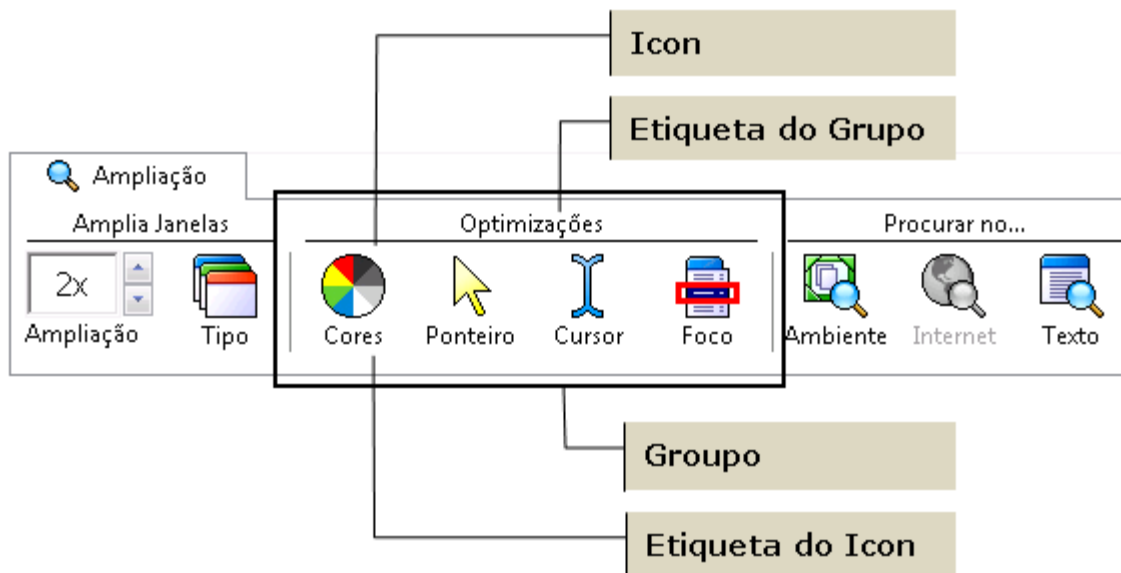 Icon
Etiqueta do Grupo
Ampliação
Amplia Janelas
Optimizações
Procurar no...
2x
Ampliação
Tipo
Cores
Ponteiro
Cursor
Foco
Ambiente
Internet
Texto
Groupo
Etiqueta do Icon